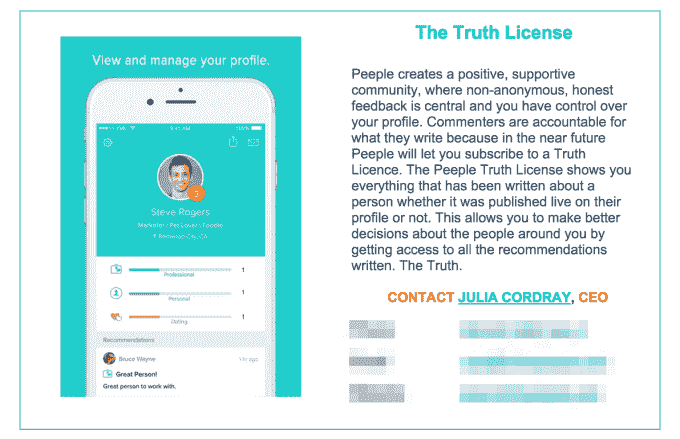 The Truth License
View and manage your profile.
Steve Rogers
Marketer / Pet Lover / Foodie
Redwood City, CA
1
Professional
1
Personal
1
Dating
Recommendations
Bruce Wayne
Great Person!
Great person to work with.
Peeple creates a positive, supportive
community, where non-anonymous, honest
feedback is central and you have control over
your profile. Commenters are accountable for
what they write because in the near future
Peeple will let you subscribe to a Truth
Licence. The Peeple Truth License shows you
everything that has been written about a
person whether it was published live on their
profile or not. This allows you to make better
decisions about the people around you by
getting access to all the recommendations
written. The Truth.
CONTACT JULIA CORDRAY, CEO